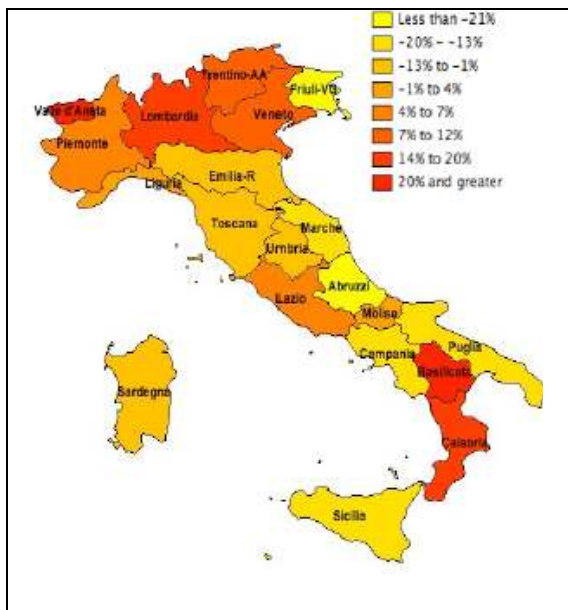 Less than -21%
-20% - -13%
-13% to -1%
-1% to 4%
4% to 7%
7% to 12%
14% to 20%
20% and greater
Trentino-AA
Friuli-VG
Valle d'Aosta
Lombardia
Veneto
Piemonte
Emilia-R
Liguria
Toscana
Marche
Umbria
Abruzzi
Lazio
Molise
Campania
Puglia
Basilicata
Sardegna
Calabria
Sicilia